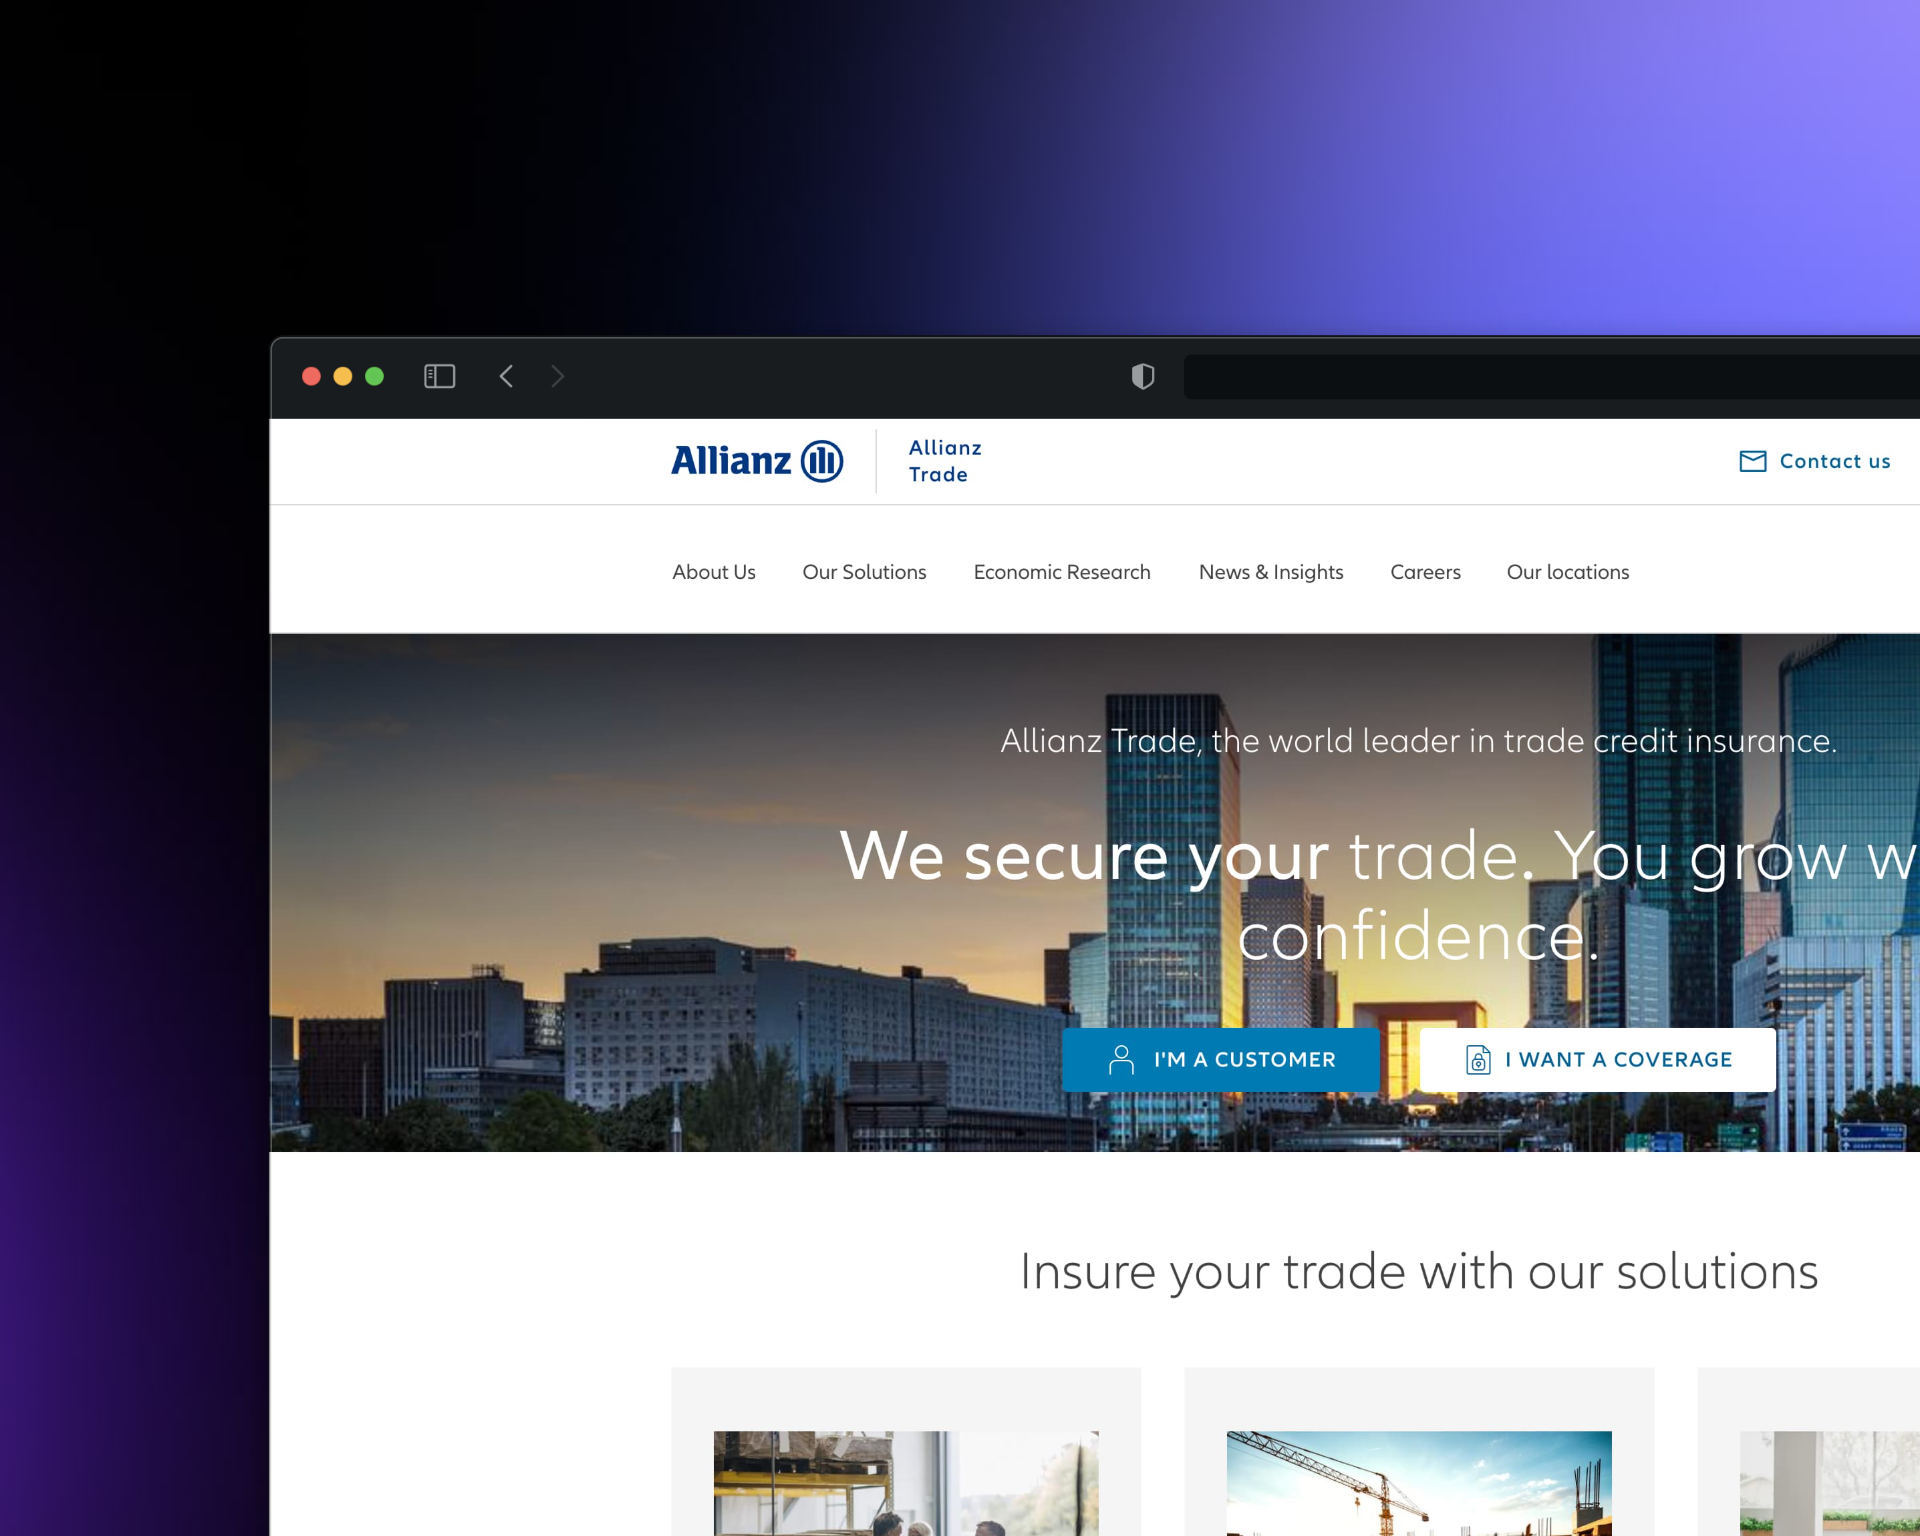 Allianz
Allianz
Trade
Contact us
About Us Our Solutions Economic Research News & Insights Careers Our locations
Allianz Trade, the world leader in trade credit insurance.
We secure your trade. You grow w
confidence.
I'M A CUSTOMER I WANT A COVERAGE
Insure your trade with our solutions